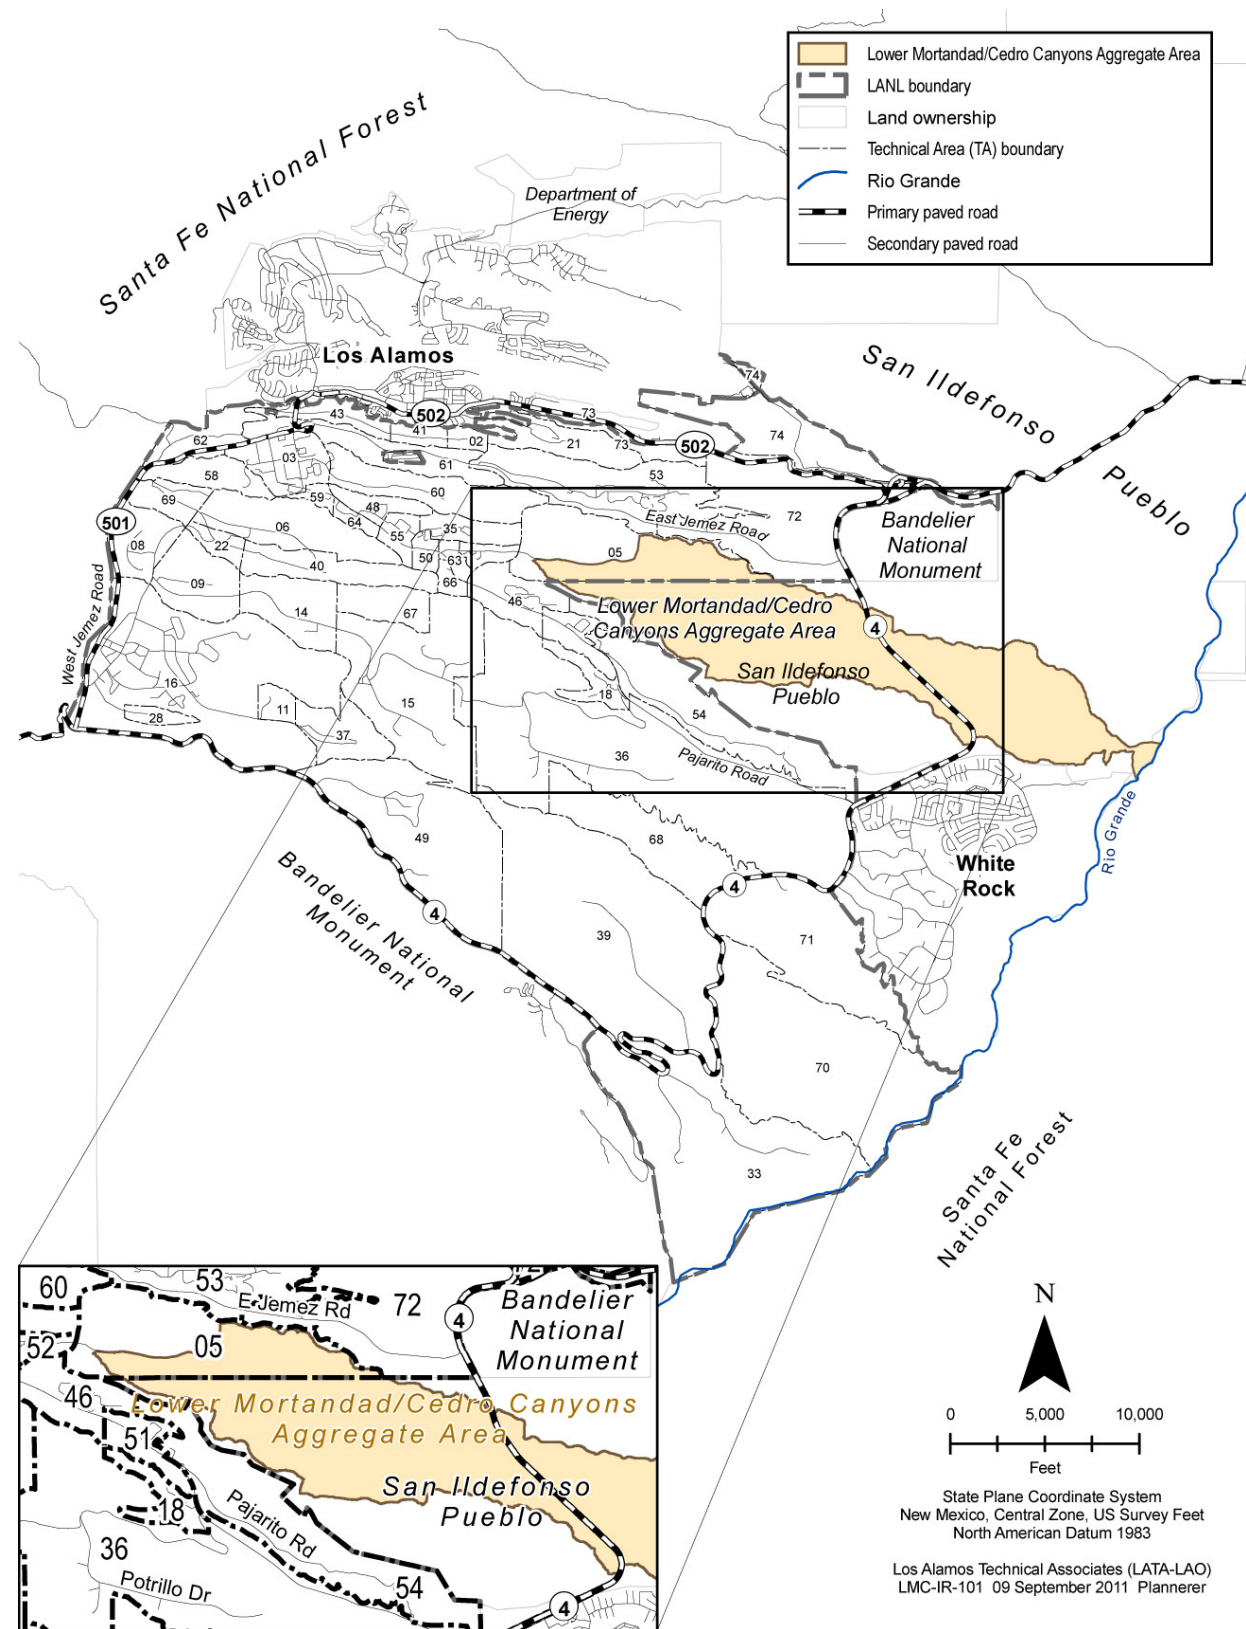 Lower Mortandad/Cedro Canyons Aggregate Area
LANL boundary
Land ownership
Technical Area (TA) boundary
Rio Grande
Primary paved road
Secondary paved road
Santa Fe National Forest
Department of
Energy
Los Alamos
San Ildefonso
Pueblo
74
502
43
41
73
02
21
73
502
74
62
03
61
53
58
60
69
59
48
64
72
East Jemez Road
Bandelier
National
Monument
501
06
55
35
08
22
50
63
05
40
66
09
46
West Jemez Road
14
67
Lower Mortandad/Cedro
Canyons Aggregate Area
4
San Ildefonso
Pueblo
16
18
28
11
15
54
37
36
Pajarito Road
49
68
Rio Grande
White
Rock
4
Bandelier National
Monument
4
39
71
70
33
Santa Fe
National Forest
60
53
E Jemez Rd
72
4
Bandelier
National
Monument
52
05
46
Lower Mortandad/Cedro Canyons
Aggregate Area
51
San Ildefonso
Pueblo
18
Pajarito Rd
36
Potrillo Dr
54
4
N
0 5,000 10,000
Feet
State Plane Coordinate System
New Mexico, Central Zone, US Survey Feet
North American Datum 1983
Los Alamos Technical Associates (LATA-LAO)
LMC-IR-101 09 September 2011 Plannerer